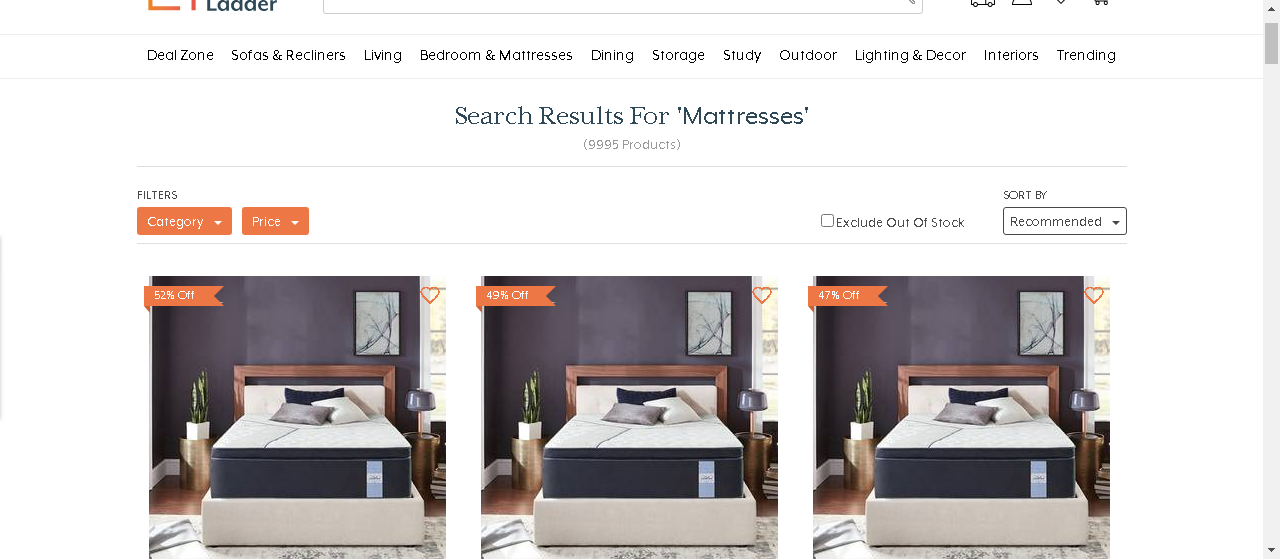 Ladder
Deal Zone Sofas & Recliners Living Bedroom & Mattresses Dining Storage Study Outdoor Lighting & Decor Interiors Trending
Search Results For 'Mattresses'
(9995 Products)
FILTERS SORT BY
Category Price Exclude Out Of Stock Recommended
52% Off 49% Off 47% Off